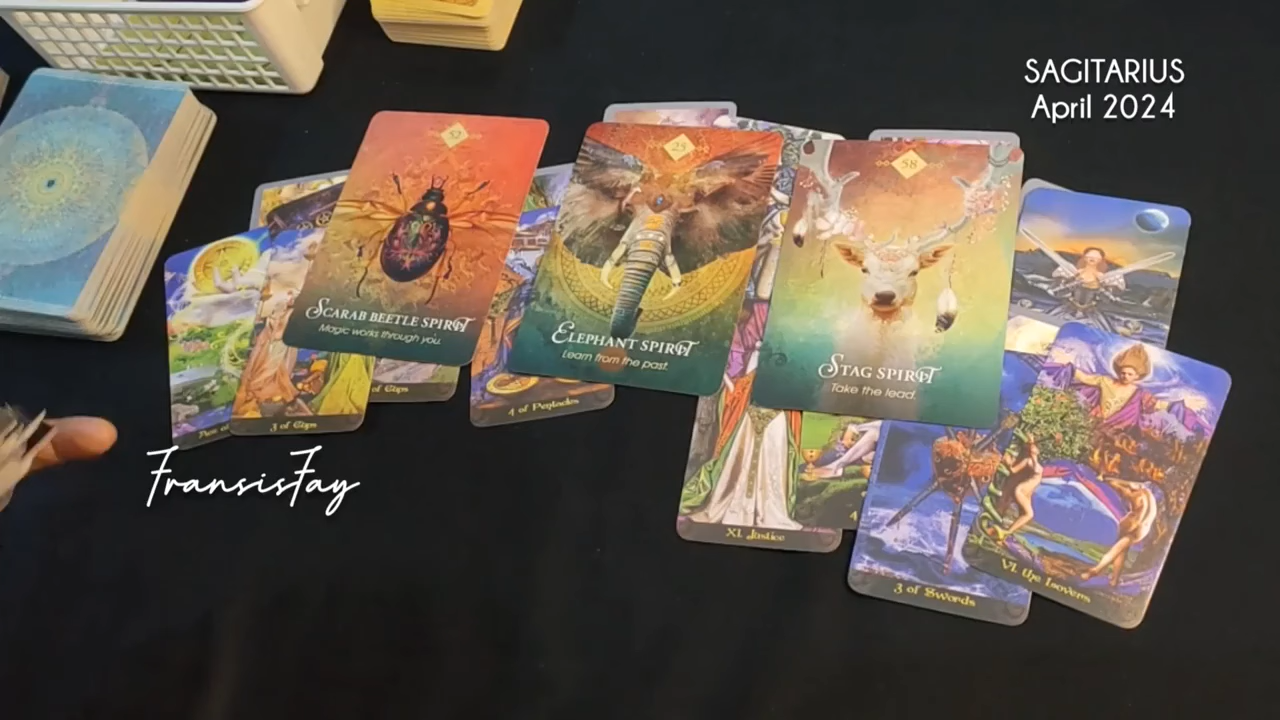 SAGITARIUS
April 2024
52
SCARAB BEETLE SPIRIT
Magic works through you.
25
ELEPHANT SPIRIT
Learn from the past.
58
STAG SPIRIT
Take the lead.
3 of Cups
of Cups
4 of Pentacles
XI. Justice
3 of Swords
VI. The Lovers
FransisFay